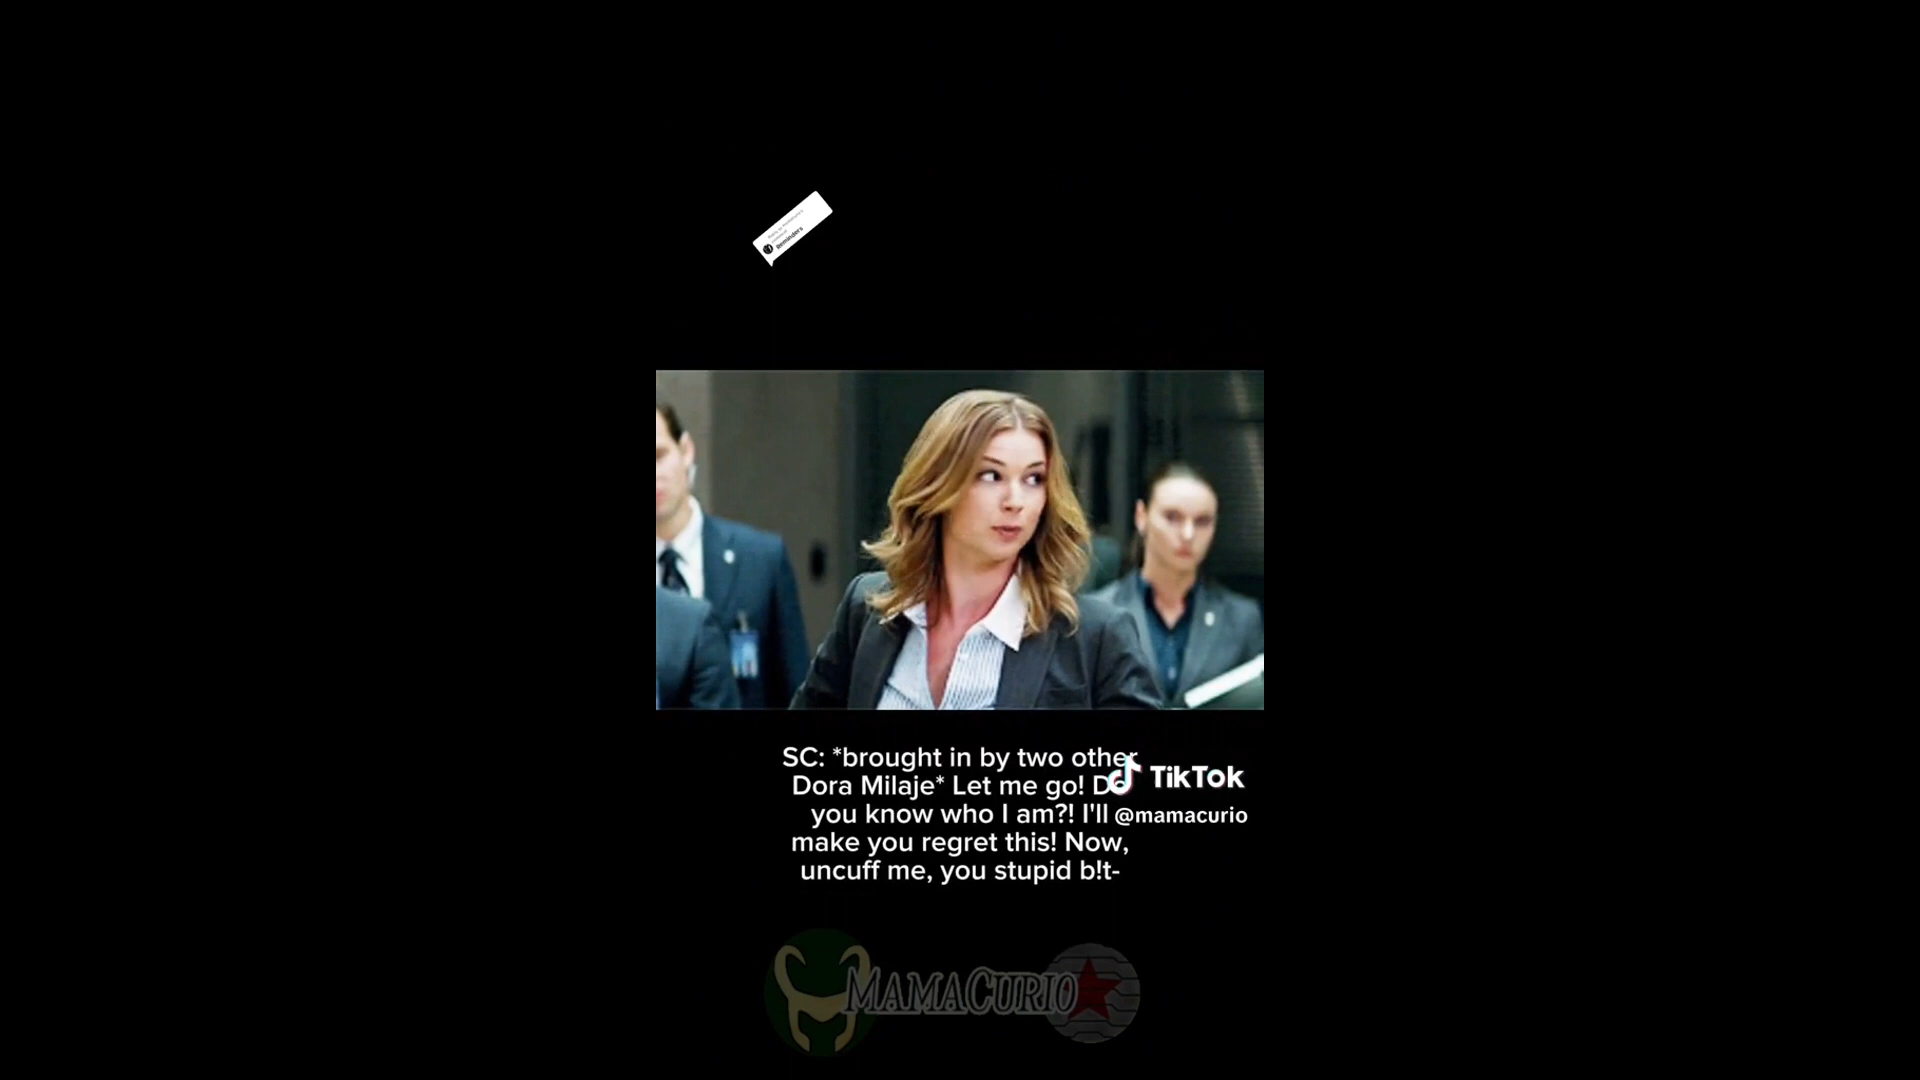 Reminders
SC: *brought in by two other
Dora Milaje* Let me go! Do
you know who I am?! I'll
make you regret this! Now,
uncuff me, you stupid b!t-
TikTok
@mamacurio
MAMACURIO